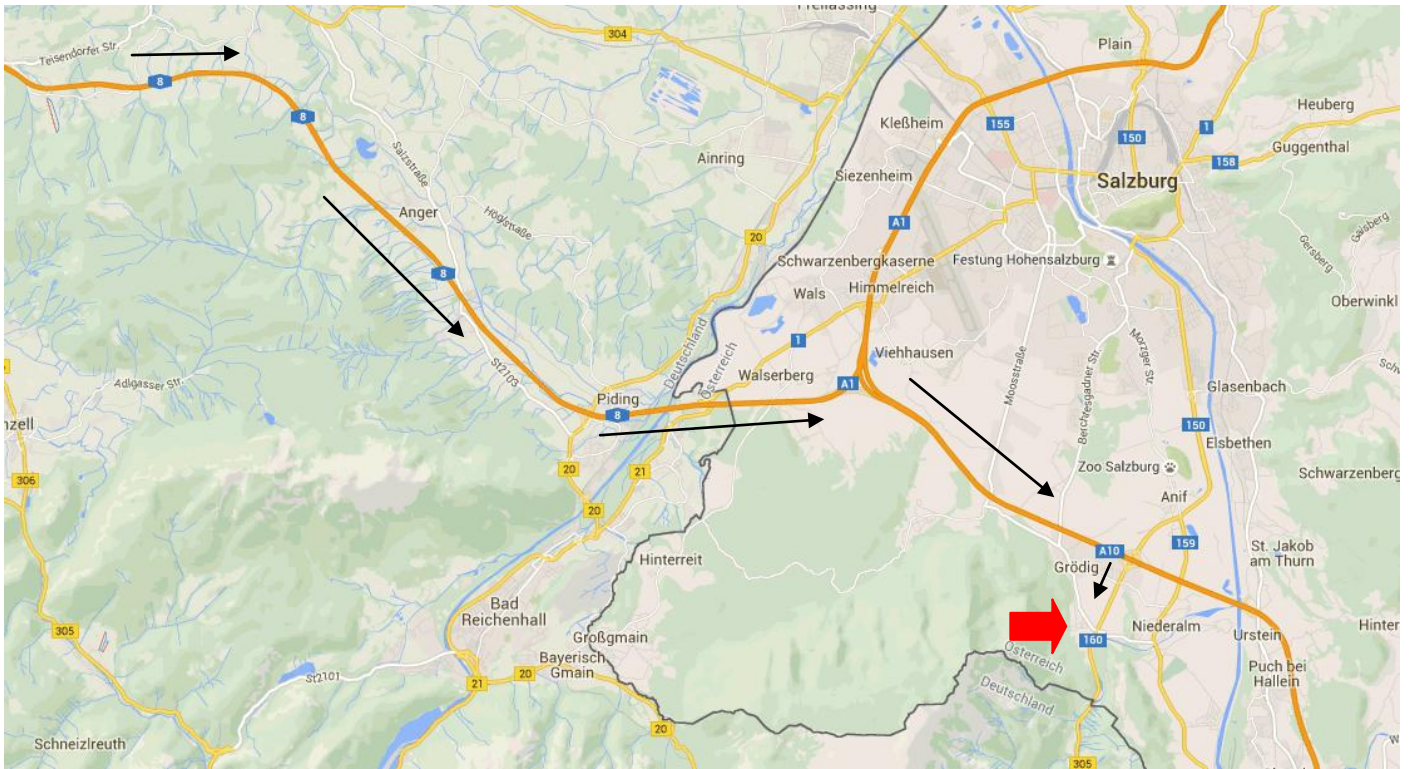 Freilassing
Teisendorfer Str.
304
Plain
8
8
Heuberg
Kleßheim
155
150
1
Guggenthal
158
Salzstraße
Ainring
Siezenheim
Salzburg
Anger
Höglstraße
A1
Gaisberg
Gersberg
20
Schwarzenbergkaserne
Festung Hohensalzburg
8
Wals
Himmelreich
Oberwinkl
Deutschland
Österreich
1
Viehhausen
Moosstraße
Berchtesgadner Str.
Morzger Str.
St2103
Adlgasser Str.
Walserberg
A1
Glasenbach
Piding
8
nzell
150
Elsbethen
20
21
Zoo Salzburg
Schwarzenberg
306
20
Anif
159
A10
St. Jakob
am Thurn
Hinterreit
Grödig
Bad
Reichenhall
305
Großgmain
160
Niederalm
Urstein
Hinter
Österreich
Bayerisch
Gmain
Puch bei
Hallein
St2101
21
20
Deutschland
20
Schneizlreuth
305